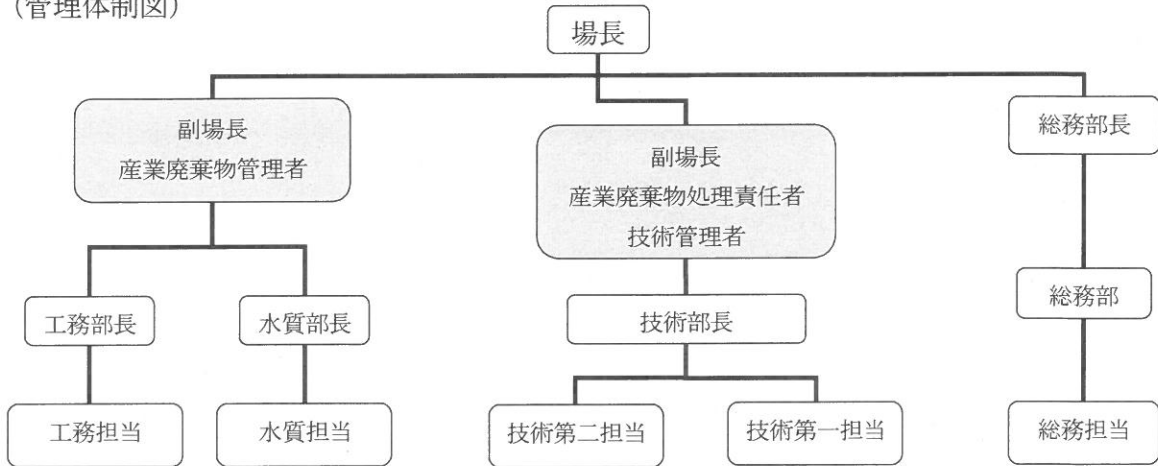 （管理体制図）
場長
副場長
産業廃棄物管理者
副場長
産業廃棄物処理責任者
技術管理者
総務部長
工務部長
水質部長
技術部長
総務部
工務担当
水質担当
技術第二担当
技術第一担当
総務担当